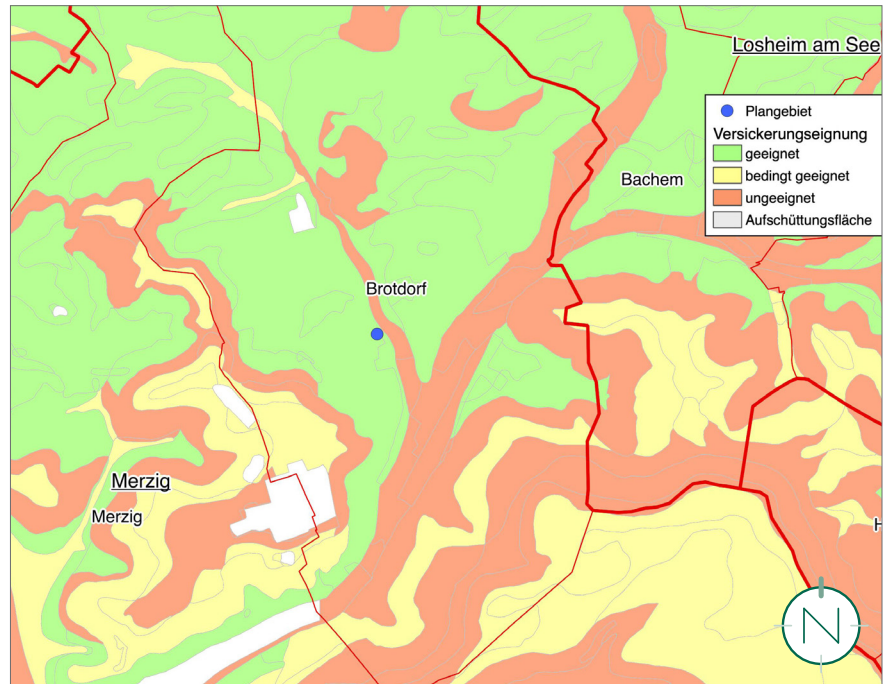 Losheim am See
Plangebiet
Versickerungseignung
geeignet
bedingt geeignet
ungeeignet
Aufschüttungsfläche
Bachem
Brotdorf
Merzig
Merzig
H
N